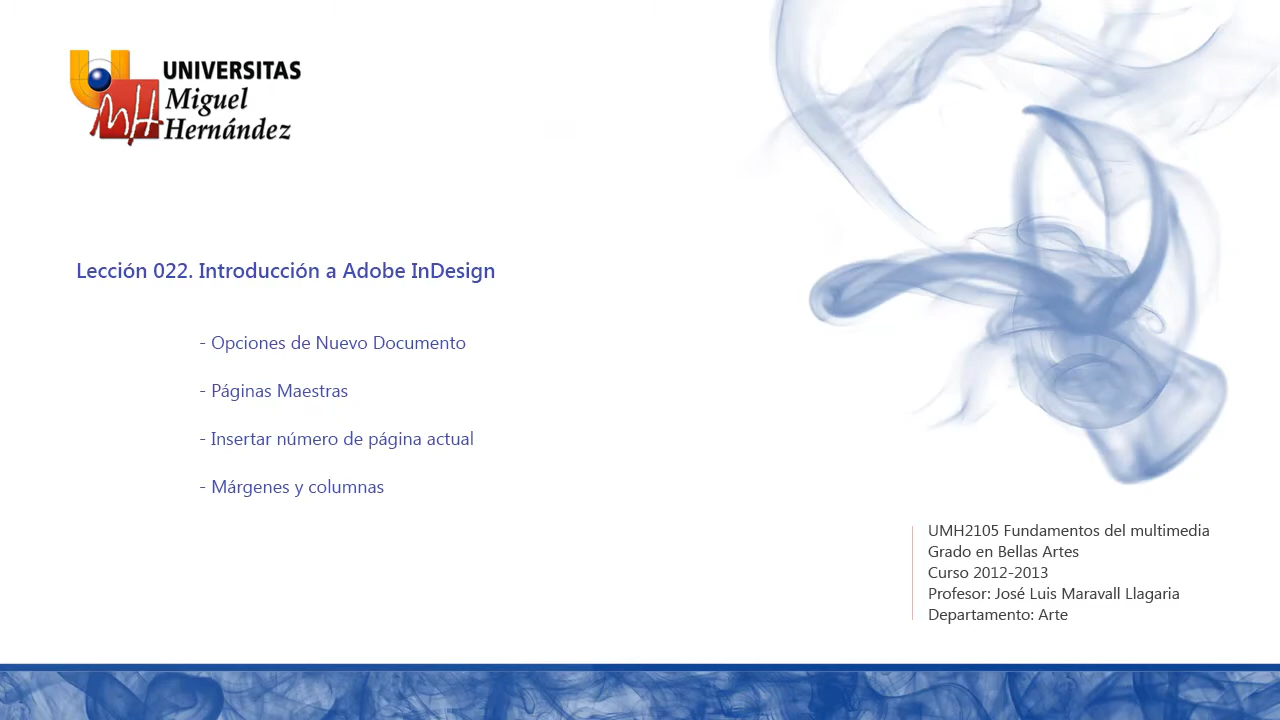 UNIVERSITAS
Miguel
Hernández
Lección 022. Introducción a Adobe InDesign
- Opciones de Nuevo Documento
- Páginas Maestras
- Insertar número de página actual
- Márgenes y columnas
UMH2105 Fundamentos del multimedia
Grado en Bellas Artes
Curso 2012-2013
Profesor: José Luis Maravall Llagaria
Departamento: Arte